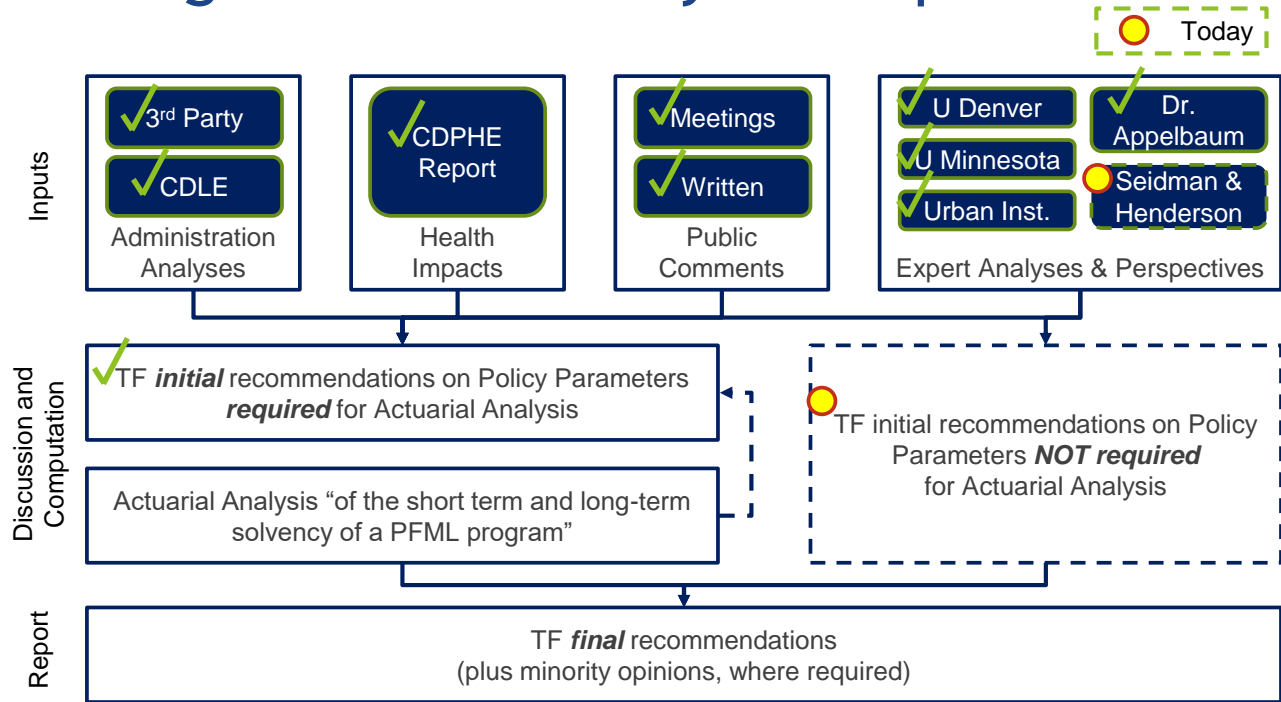 Today
Inputs
3rd Party
CDLE
Administration
Analyses
CDPHE
Report
Health
Impacts
Meetings
Written
Public
Comments
U Denver
U Minnesota
Urban Inst.
Dr.
Appelbaum
Seidman &
Henderson
Expert Analyses & Perspectives
Discussion and
Computation
TF initial recommendations on Policy Parameters
required for Actuarial Analysis
Actuarial Analysis “of the short term and long-term
solvency of a PFML program”
TF initial recommendations on Policy
Parameters NOT required
for Actuarial Analysis
Report
TF final recommendations
(plus minority opinions, where required)